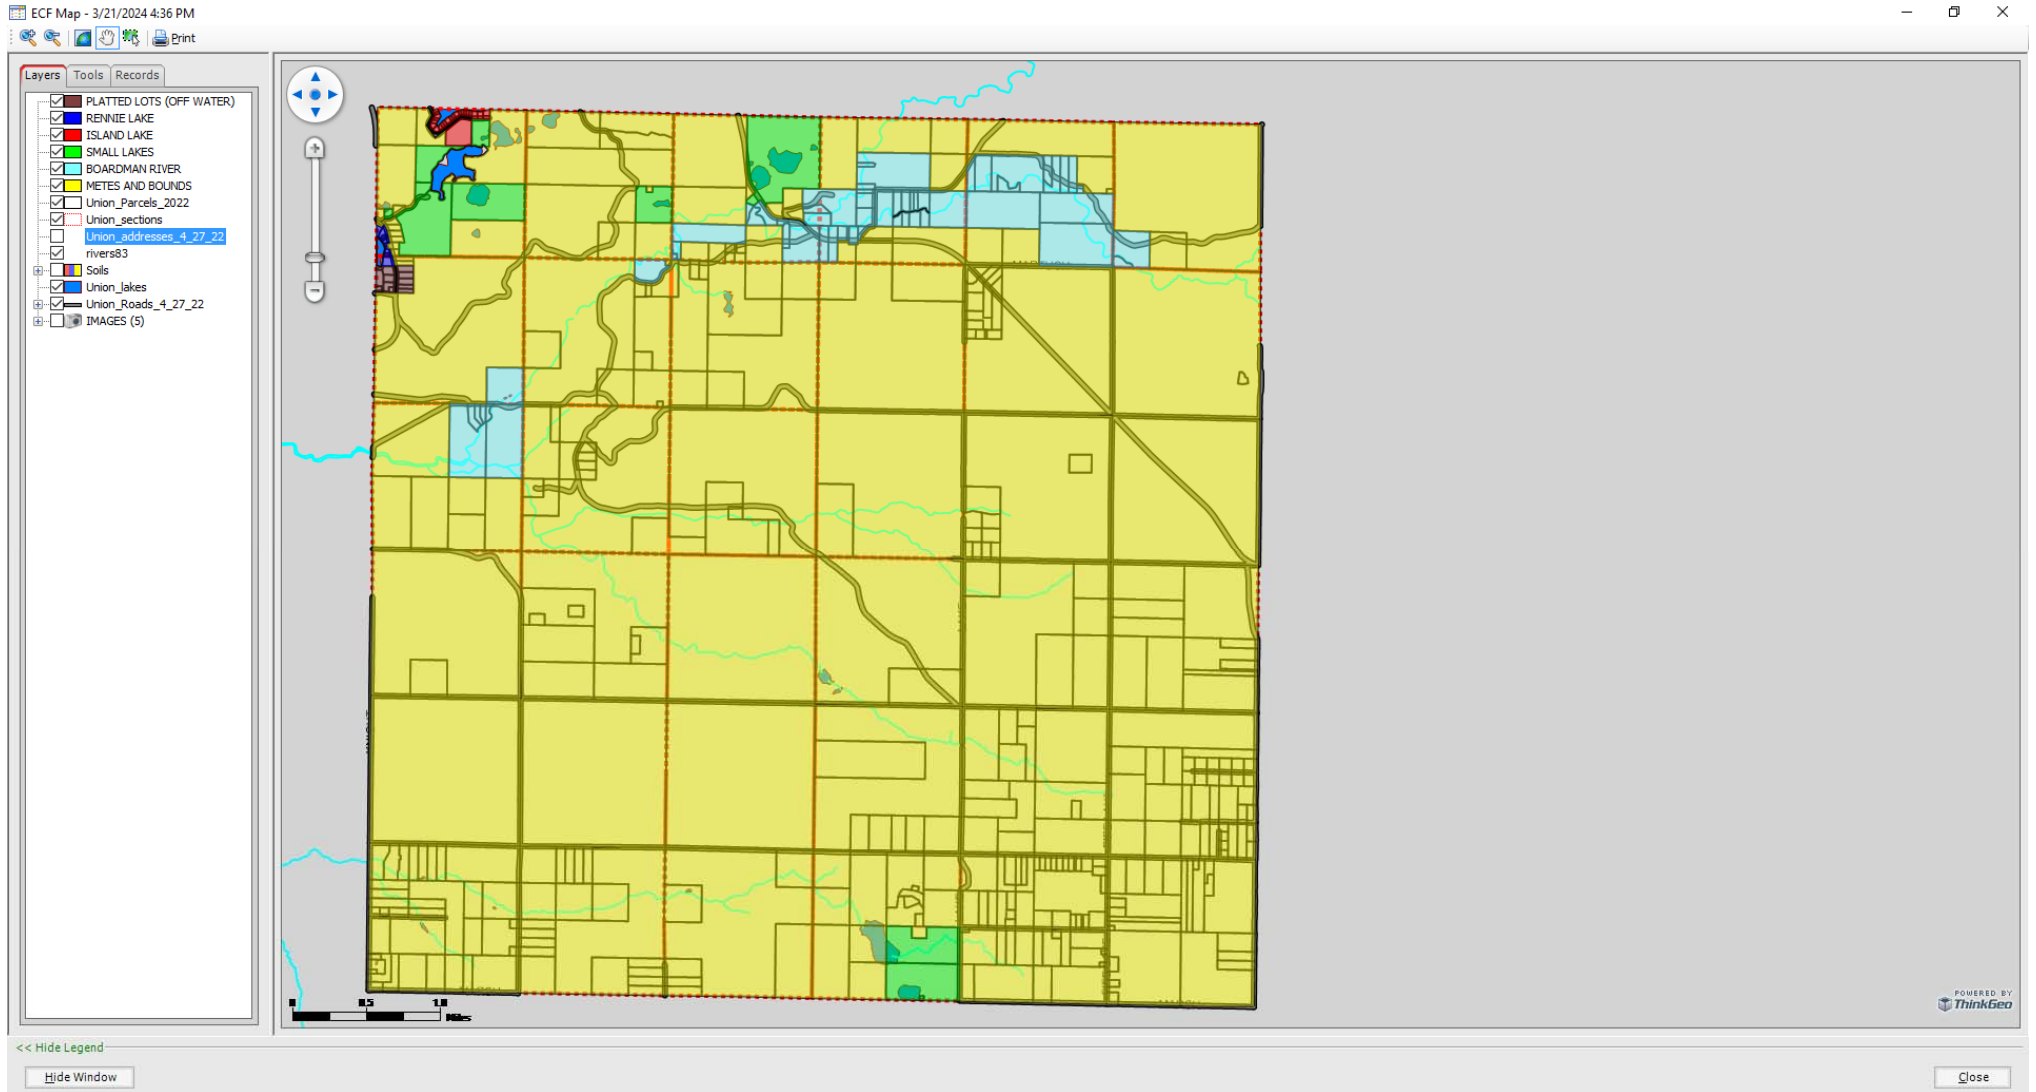 ECF Map - 3/21/2024 4:36 PM
Print
Layers Tools Records
PLATTED LOTS (OFF WATER)
RENNIE LAKE
ISLAND LAKE
SMALL LAKES
BOARDMAN RIVER
METES AND BOUNDS
Union_Parcels_2022
Union_sections
Union_addresses_4_27_22
rivers83
Soils
Union_lakes
Union_Roads_4_27_22
IMAGES (5)
0 0.5 1.0
Miles
POWERED BY
ThinkGeo
<< Hide Legend
Hide Window
Close